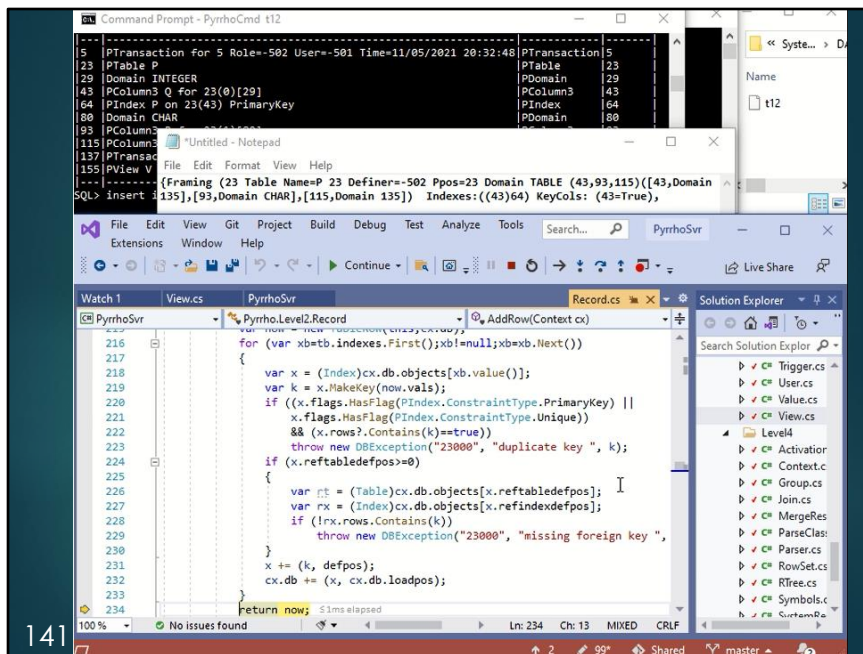 Command Prompt - PyrrhoCmd t12
5 |PTransaction for 5 Role=-502 User=-501 Time=11/05/2021 20:32:48|PTransaction|5
23 |PTable P |PTable |23
29 |Domain INTEGER |PDomain |29
43 |PColumn3 Q for 23(0)[29] |PColumn3 |43
64 |PIndex P on 23(43) PrimaryKey |PIndex |64
80 |Domain CHAR |PDomain |80
|93
|115|PColumn3
|137|PTransac
|155|PView V
SQL> insert i
« Syste... › DA
Name
t12
*Untitled - Notepad
File Edit Format View Help
{Framing (23 Table Name=P 23 Definer=-502 Ppos=23 Domain TABLE (43,93,115)([43,Domain
135],[93,Domain CHAR],[115,Domain 135]) Indexes:((43)64) KeyCols: (43=True),
File Edit View Git Project Build Debug Test Analyze Tools Search... PyrrhoSvr
Extensions Window Help
Continue Live Share
Watch 1 View.cs PyrrhoSvr Record.cs
PyrrhoSvr Pyrrho.Level2.Record AddRow(Context cx)
216 for (var xb=tb.indexes.First();xb!=null;xb=xb.Next())
217 {
218 var x = (Index)cx.db.objects[xb.value()];
219 var k = x.MakeKey(now.vals);
220 if ((x.flags.HasFlag(PIndex.ConstraintType.PrimaryKey) ||
221 x.flags.HasFlag(PIndex.ConstraintType.Unique))
222 && (x.rows?.Contains(k)==true))
223 throw new DBException("23000", "duplicate key ", k);
224 if (x.reftabledefpos>=0)
225 {
226 var rt = (Table)cx.db.objects[x.reftabledefpos];
227 var rx = (Index)cx.db.objects[x.refindexdefpos];
228 if (!rx.rows.Contains(k))
229 throw new DBException("23000", "missing foreign key ",
230 }
231 x += (k, defpos);
232 cx.db += (x, cx.db.loadpos);
233 }
234 return now; ≤1ms elapsed
100 % No issues found Ln: 234 Ch: 13 MIXED CRLF
Solution Explorer
Search Solution Explor
Trigger.cs
User.cs
Value.cs
View.cs
Level4
Activation
Context.c
Group.cs
Join.cs
MergeRes
ParseClas
Parser.cs
RowSet.cs
RTree.cs
Symbols.c
SystemRe
2 99* Shared master
141